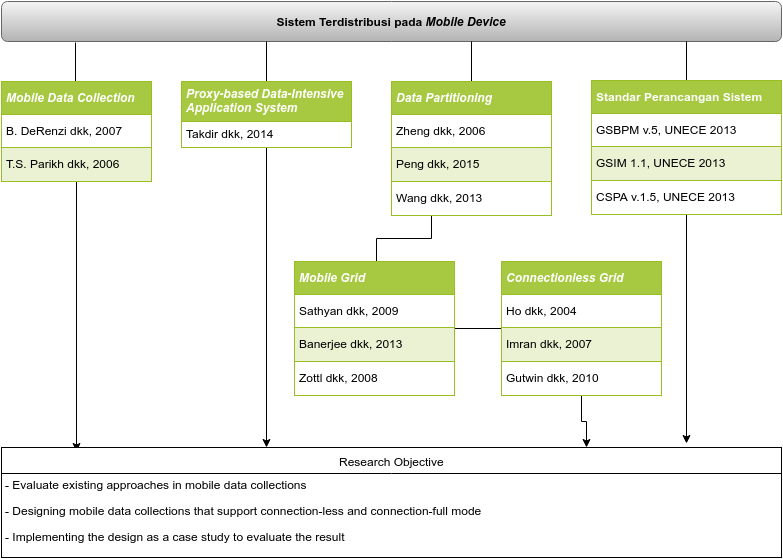 Sistem Terdistribusi pada Mobile Device
Mobile Data Collection
B. DeRenzi dkk, 2007
T.S. Parikh dkk, 2006
Proxy-based Data-Intensive
Application System
Takdir dkk, 2014
Data Partitioning
Zheng dkk, 2006
Peng dkk, 2015
Wang dkk, 2013
Standar Perancangan Sistem
GSBPM v.5, UNECE 2013
GSIM 1.1, UNECE 2013
CSPA v.1.5, UNECE 2013
Mobile Grid
Sathyan dkk, 2009
Banerjee dkk, 2013
Zottl dkk, 2008
Connectionless Grid
Ho dkk, 2004
Imran dkk, 2007
Gutwin dkk, 2010
Research Objective
- Evaluate existing approaches in mobile data collections
- Designing mobile data collections that support connection-less and connection-full mode
- Implementing the design as a case study to evaluate the result